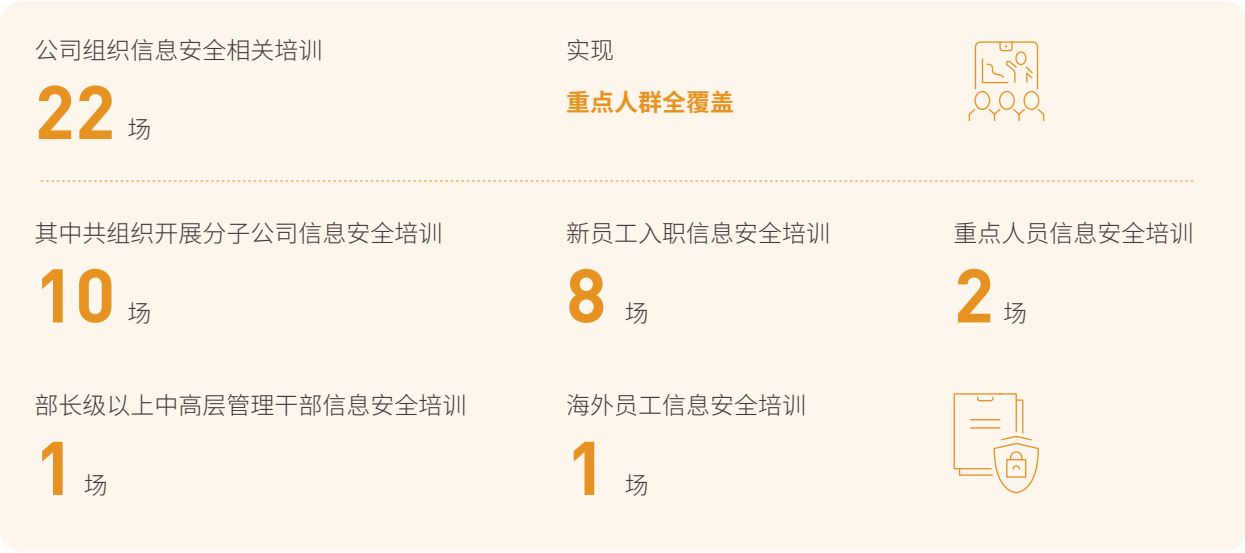 公司组织信息安全相关培训
22 场
实现
重点人群全覆盖
其中共组织开展分子公司信息安全培训
10 场
新员工入职信息安全培训
8 场
重点人员信息安全培训
2 场
部长级以上中高层管理干部信息安全培训
1 场
海外员工信息安全培训
1 场